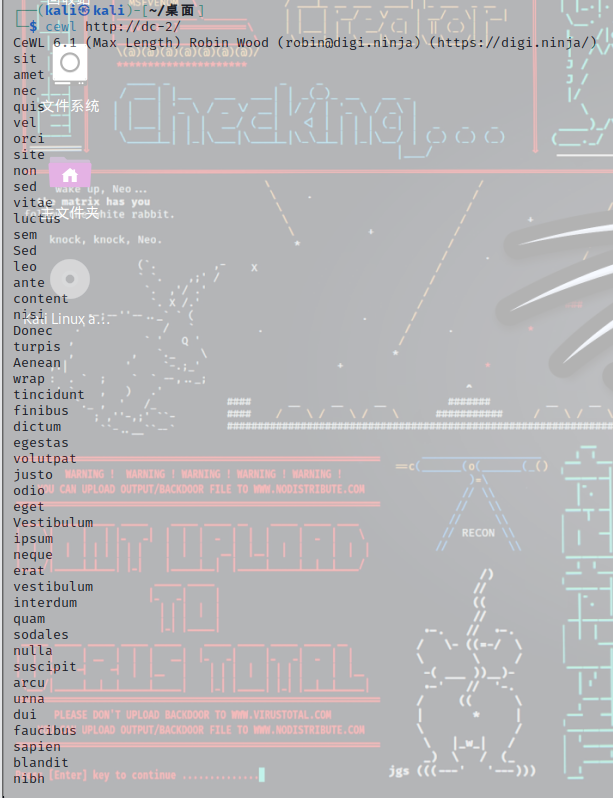 (kali㉿kali)-[~/桌面]
$ cewl http://dc-2/
CeWL 6.1 (Max Length) Robin Wood (robin@digi.ninja) (https://digi.ninja/)
sit
amet
nec
quis
文件系统
vel
orci
site
non
sed
wake up, Neo...
vitae
matrix has you
主文件夹
luctus
white rabbit.
sem
knock, knock, Neo.
Sed
leo
ante
content
nisi
Kali Linux a...
Donec
turpis
Aenean
wrap
tincidunt
finibus
dictum
egestas
volutpat
justo
WARNING ! WARNING ! WARNING ! WARNING ! WARNING !
odio
YOU CAN UPLOAD OUTPUT/BACKDOOR FILE TO WWW.NODISTRIBUTE.COM
eget
Vestibulum
ipsum
RECON
neque
erat
vestibulum
interdum
quam
sodales
nulla
suscipit
arcu
urna
dui
PLEASE DON'T UPLOAD BACKDOOR TO WWW.VIRUSTOTAL.COM
faucibus
YOU CAN UPLOAD OUTPUT/BACKDOOR FILE TO WWW.NODISTRIBUTE.COM
sapien
blandit
jgs
nibh
[Enter] key to continue ..............